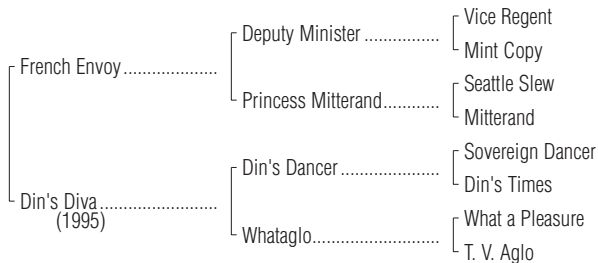 Vice Regent
Deputy Minister ..................
Mint Copy
French Envoy.....................
Seattle Slew
Princess Mitterand.............
Mitterand
Sovereign Dancer
Din's Dancer .......................
Din's Times
Din's Diva..........................
(1995)
What a Pleasure
Whataglo.............................
T. V. Aglo